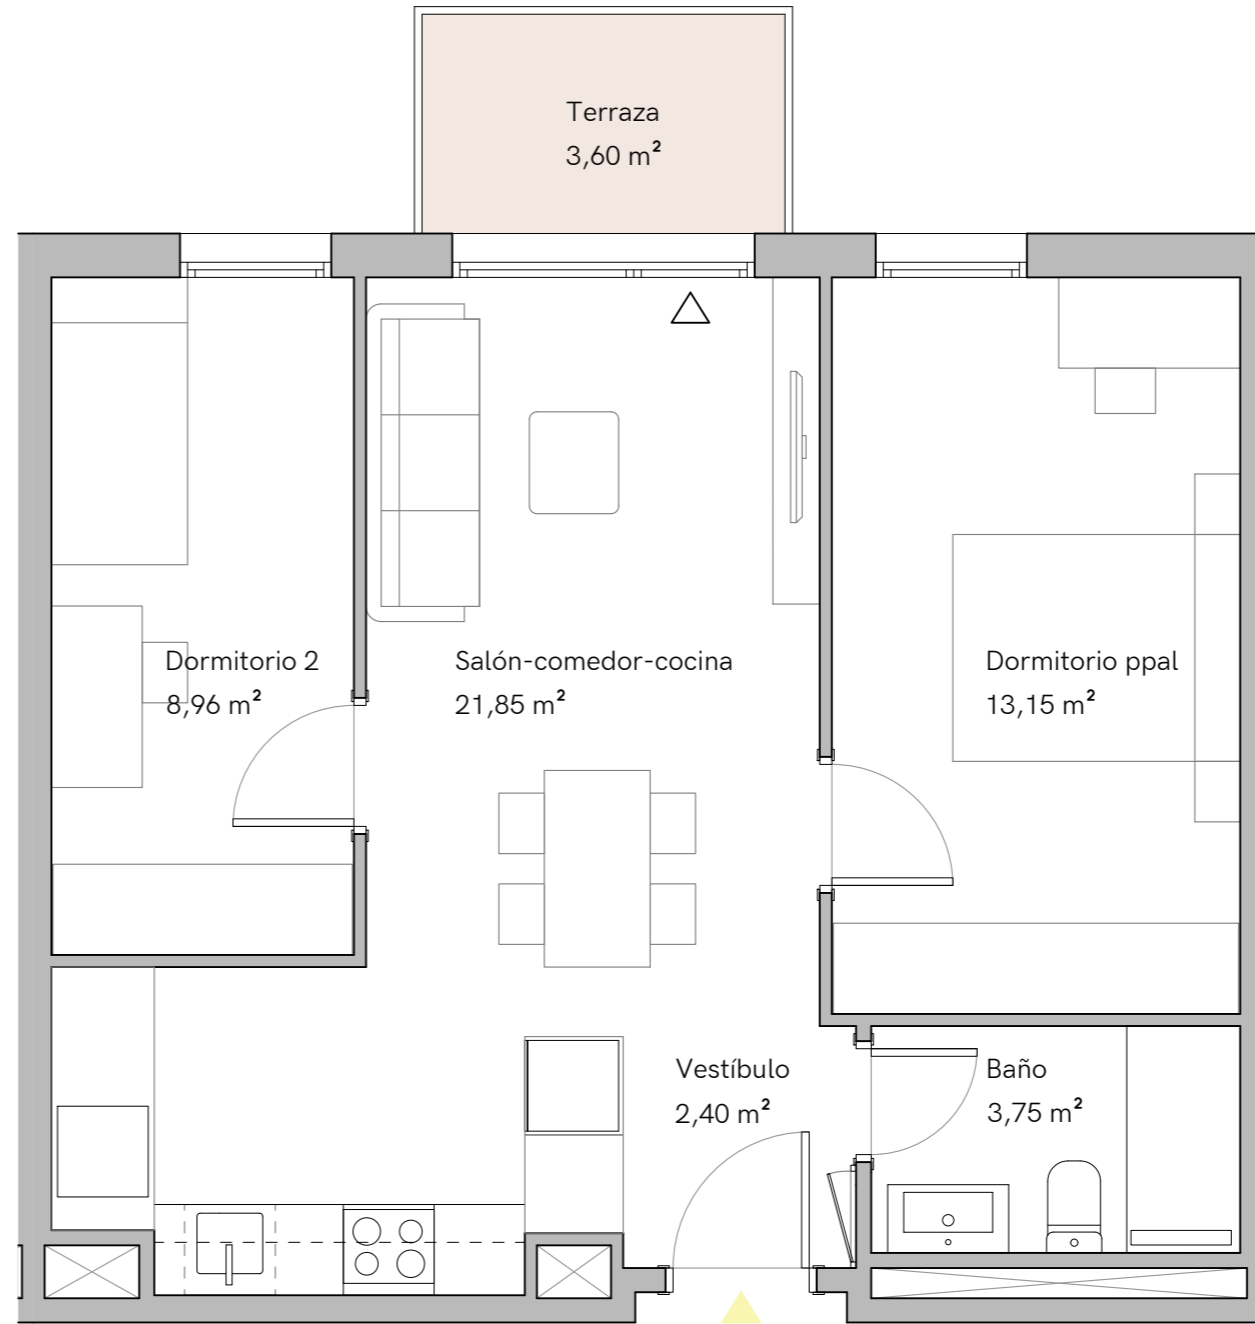 Terraza
3,60 m²
Dormitorio 2
8,96 m²
Salón-comedor-cocina
21,85 m²
Dormitorio ppal
13,15 m²
Vestíbulo
2,40 m²
Baño
3,75 m²